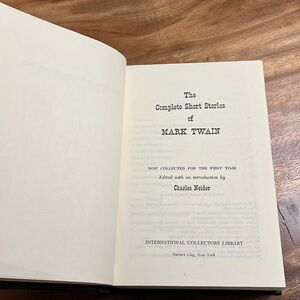 The
Complete Short Stories
of
MARK TWAIN
NOW COLLECTED FOR THE FIRST TIME
Edited with an introduction by
Charles Neider
INTERNATIONAL COLLECTORS LIBRARY
Garden City, New York